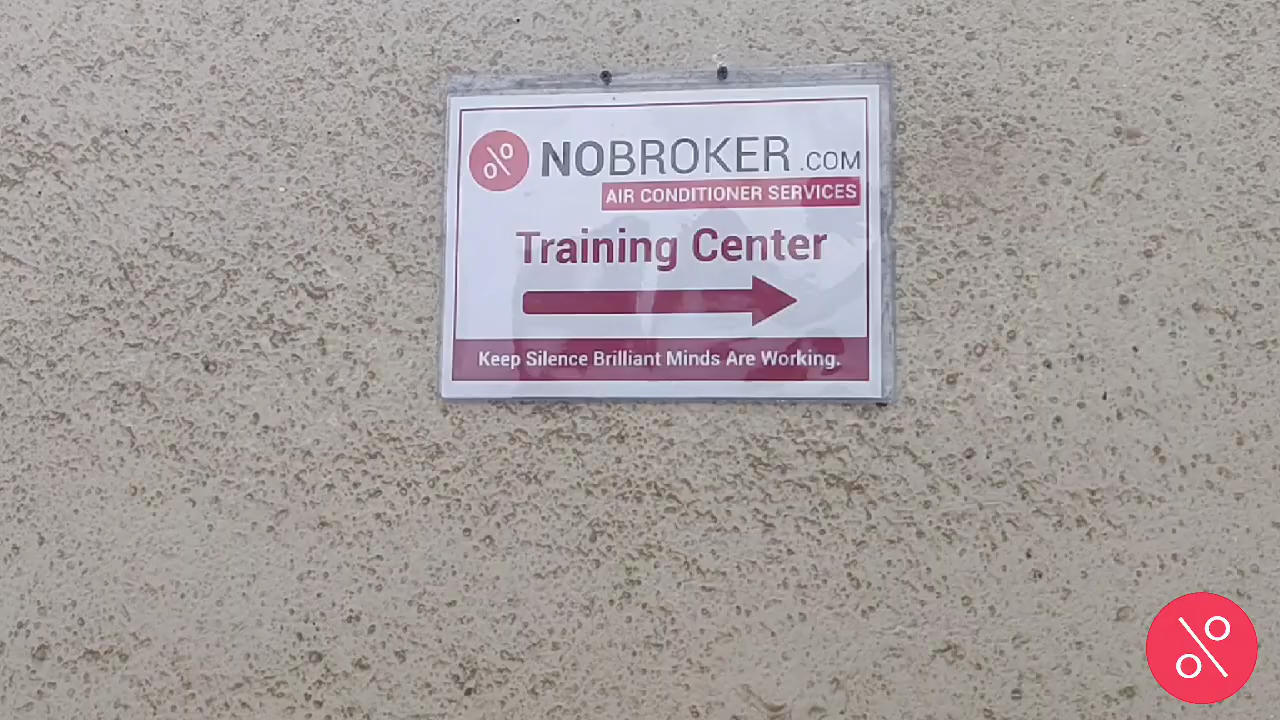 NOBROKER.COM
AIR CONDITIONER SERVICES
Training Center
Keep Silence Brilliant Minds Are Working.